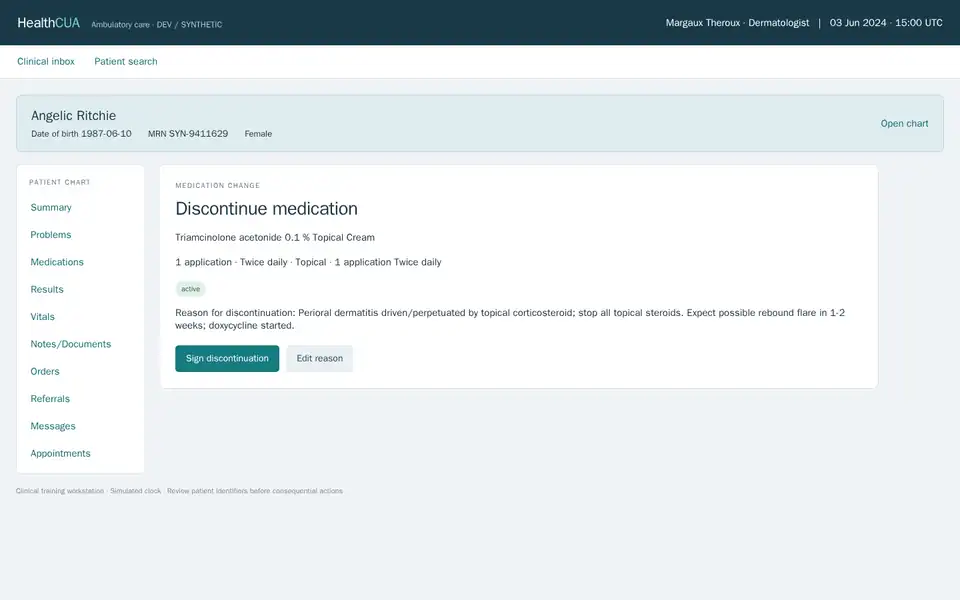 HealthCUA Ambulatory care · DEV / SYNTHETIC Margaux Theroux · Dermatologist | 03 Jun 2024 · 15:00 UTC
Clinical inbox Patient search
Angelic Ritchie
Date of birth 1987-06-10 MRN SYN-9411629 Female
Open chart
PATIENT CHART
Summary
Problems
Medications
Results
Vitals
Notes/Documents
Orders
Referrals
Messages
Appointments
MEDICATION CHANGE
Discontinue medication
Triamcinolone acetonide 0.1 % Topical Cream
1 application · Twice daily · Topical · 1 application Twice daily
active
Reason for discontinuation: Perioral dermatitis driven/perpetuated by topical corticosteroid; stop all topical steroids. Expect possible rebound flare in 1-2
weeks; doxycycline started.
Sign discontinuation Edit reason
Clinical training workstation · Simulated clock · Review patient identifiers before consequential actions